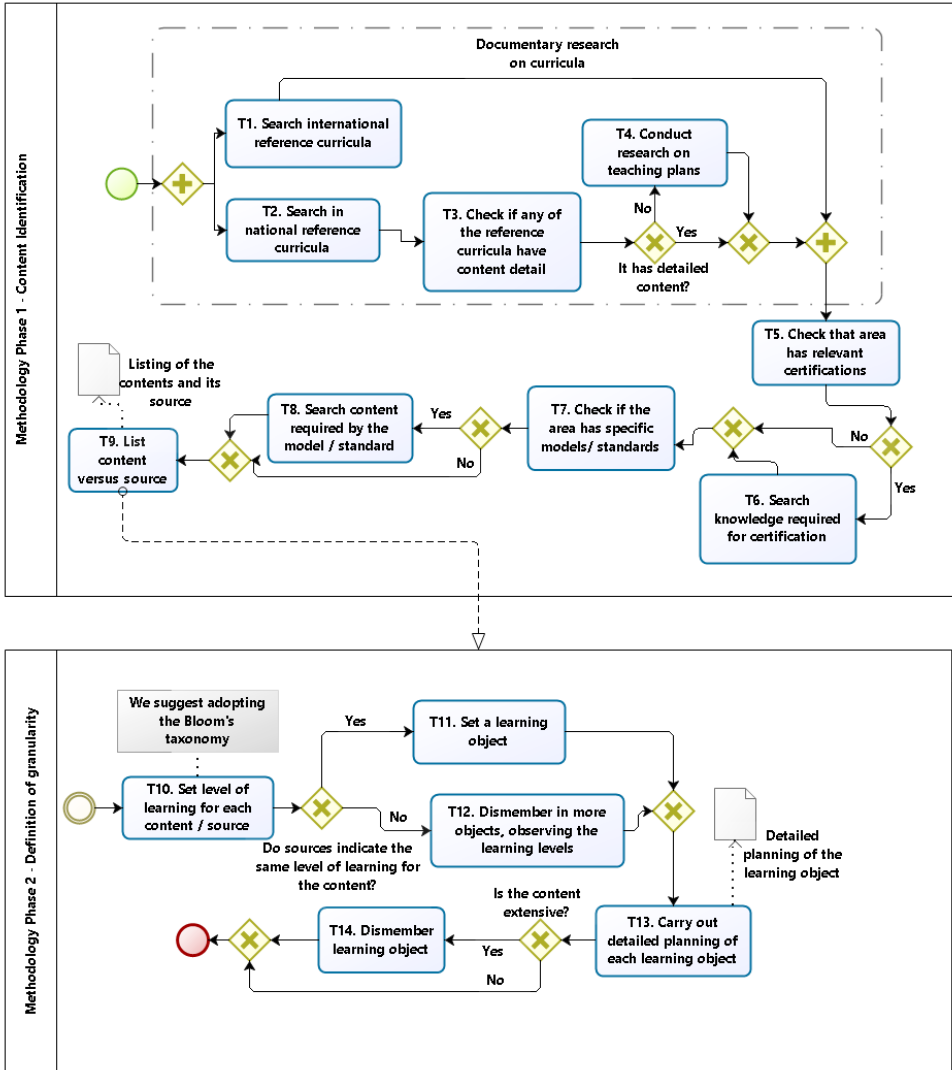 Methodology Phase 1 - Content Identification
Documentary research
on curricula
T1. Search international
reference curricula
T2. Search in
national reference
curricula
T3. Check if any of
the reference
curricula have
content detail
T4. Conduct
research on
teaching plans
No
Yes
It has detailed
content?
T5. Check that area
has relevant
certifications
No
Yes
T6. Search
knowledge required
for certification
T7. Check if the
area has specific
models/ standards
Yes
No
T8. Search content
required by the
model / standard
Listing of the
contents and its
source
T9. List
content
versus source
Methodology Phase 2 - Definition of granularity
We suggest adopting
the Bloom's
taxonomy
T10. Set level of
learning for each
content / source
Yes
No
Do sources indicate the
same level of learning for
the content?
T11. Set a learning
object
T12. Dismember in more
objects, observing the
learning levels
Detailed
planning of the
learning object
T13. Carry out
detailed planning of
each learning object
Is the content
extensive?
Yes
No
T14. Dismember
learning object